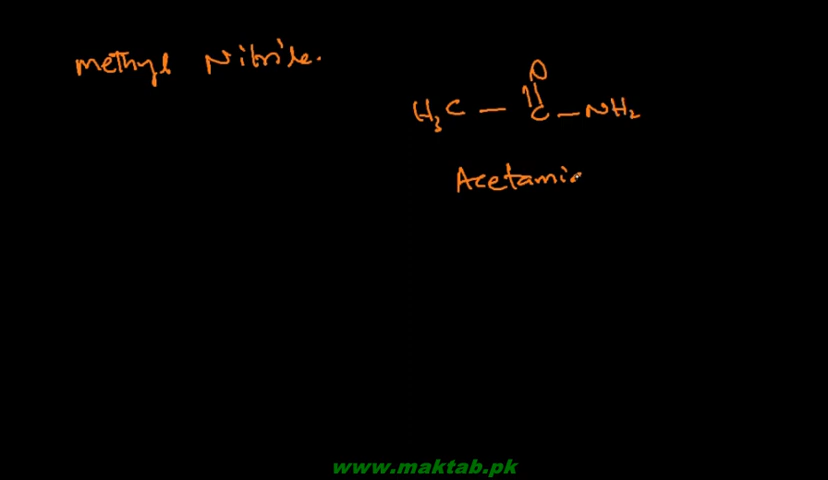 Methyl Nitrile.
O
H3C - C - NH2
Acetamid
www.maktab.pk